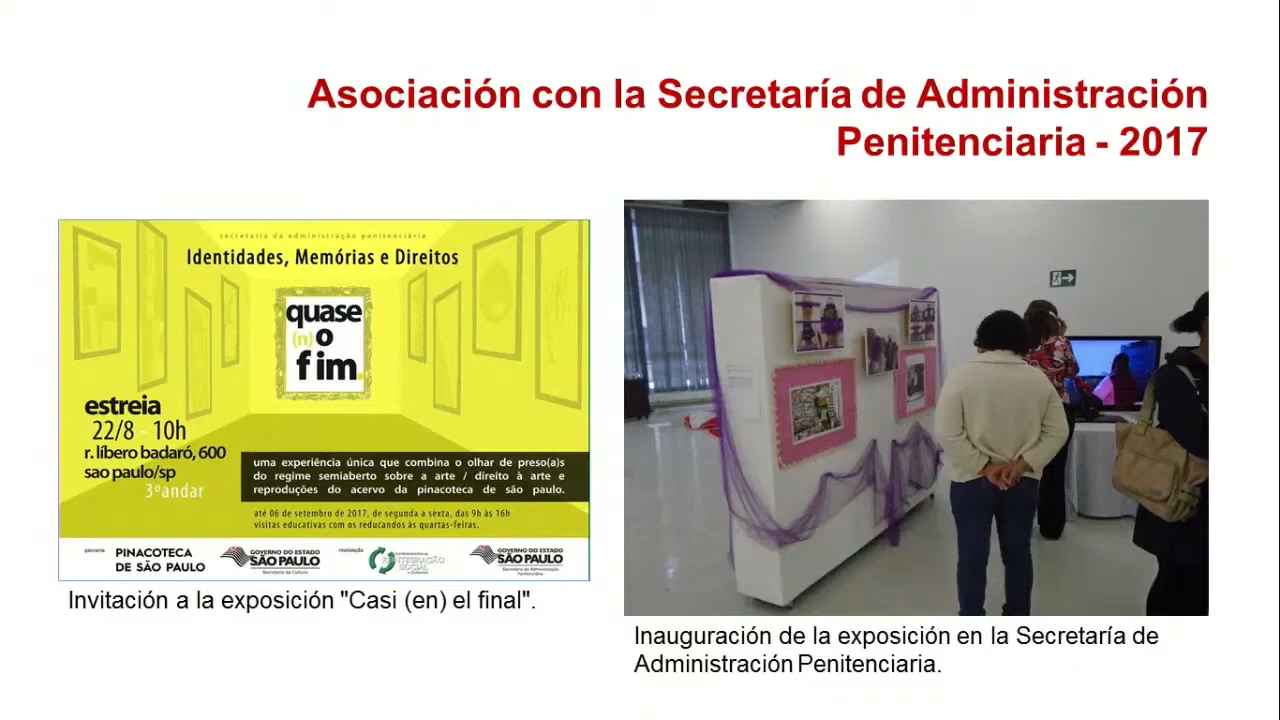 Asociación con la Secretaría de Administración
Penitenciaria - 2017
secretaria da administração penitenciária
Identidades, Memórias e Direitos
quase
(n) o
fim.
estreia
22/8 - 10h
r. líbero badaró, 600
sao paulo/sp
3º andar
uma experiência única que combina o olhar de preso(a)s
do regime semiaberto sobre a arte / direito à arte e
reproduções do acervo da pinacoteca de são paulo.
até 06 de setembro de 2017, de segunda a sexta, das 9h às 16h
visitas educativas com os reducandos às quartas-feiras.
parceria
PINACOTECA
DE SÃO PAULO
GOVERNO DO ESTADO
SÃO PAULO
Secretaria da Cultura
realização
GOVERNO DO ESTADO
SÃO PAULO
Secretaria da Administração
Penitenciária
Invitación a la exposición "Casi (en) el final".
Inauguración de la exposición en la Secretaría de
Administración Penitenciaria.